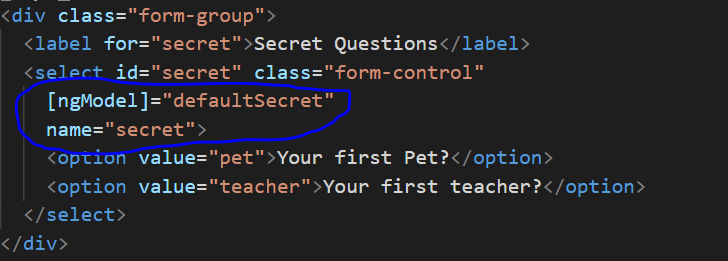 <div class="form-group">
<label for="secret">Secret Questions</label>
<select id="secret" class="form-control"
[ngModel]="defaultSecret"
name="secret">
<option value="pet">Your first Pet?</option>
<option value="teacher">Your first teacher?</option>
</select>
</div>